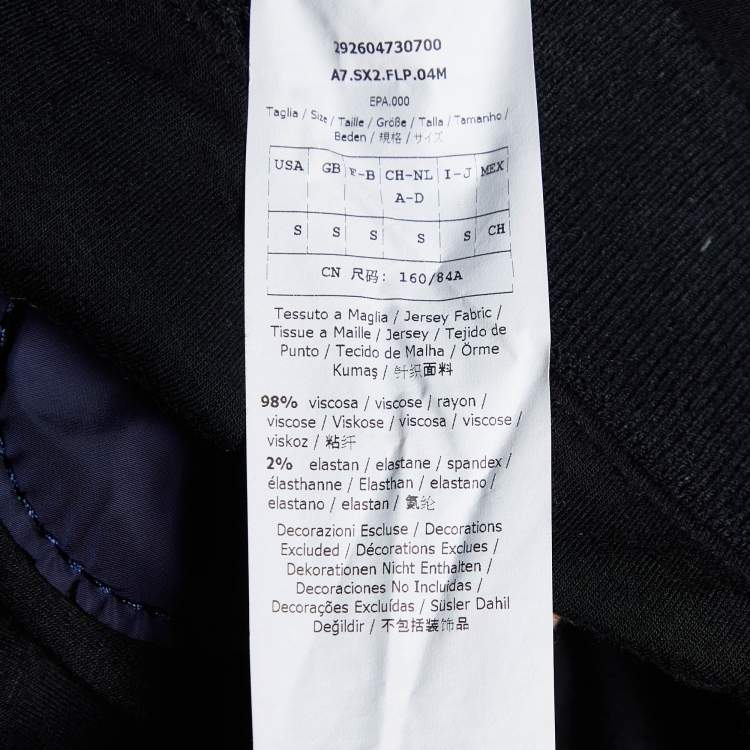 292604730700
A7.SX2.FLP.04M
EPA.000
Taglia / Size / Taille / Größe / Talla / Tamanho /
Beden / 規格 / サイズ
USA GB F-B CH-NL I-J MEX
A-D
S S S S S CH
CN 尺码: 160/84A
Tessuto a Maglia / Jersey Fabric /
Tissue a Maille / Jersey / Tejido de
Punto / Tecido de Malha / Örme
Kumaş / 针织面料
98% viscosa / viscose / rayon /
viscose / Viskose / viscosa / viscose /
viskoz / 粘纤
2% elastan / elastane / spandex /
élasthanne / Elasthan / elastano /
elastano / elastan / 氨纶
Decorazioni Escluse / Decorations
Excluded / Décorations Exclues /
Dekorationen Nicht Enthalten /
Decoraciones No Incluidas /
Decorações Excluídas / Süsler Dahil
Değildir / 不包括装饰品